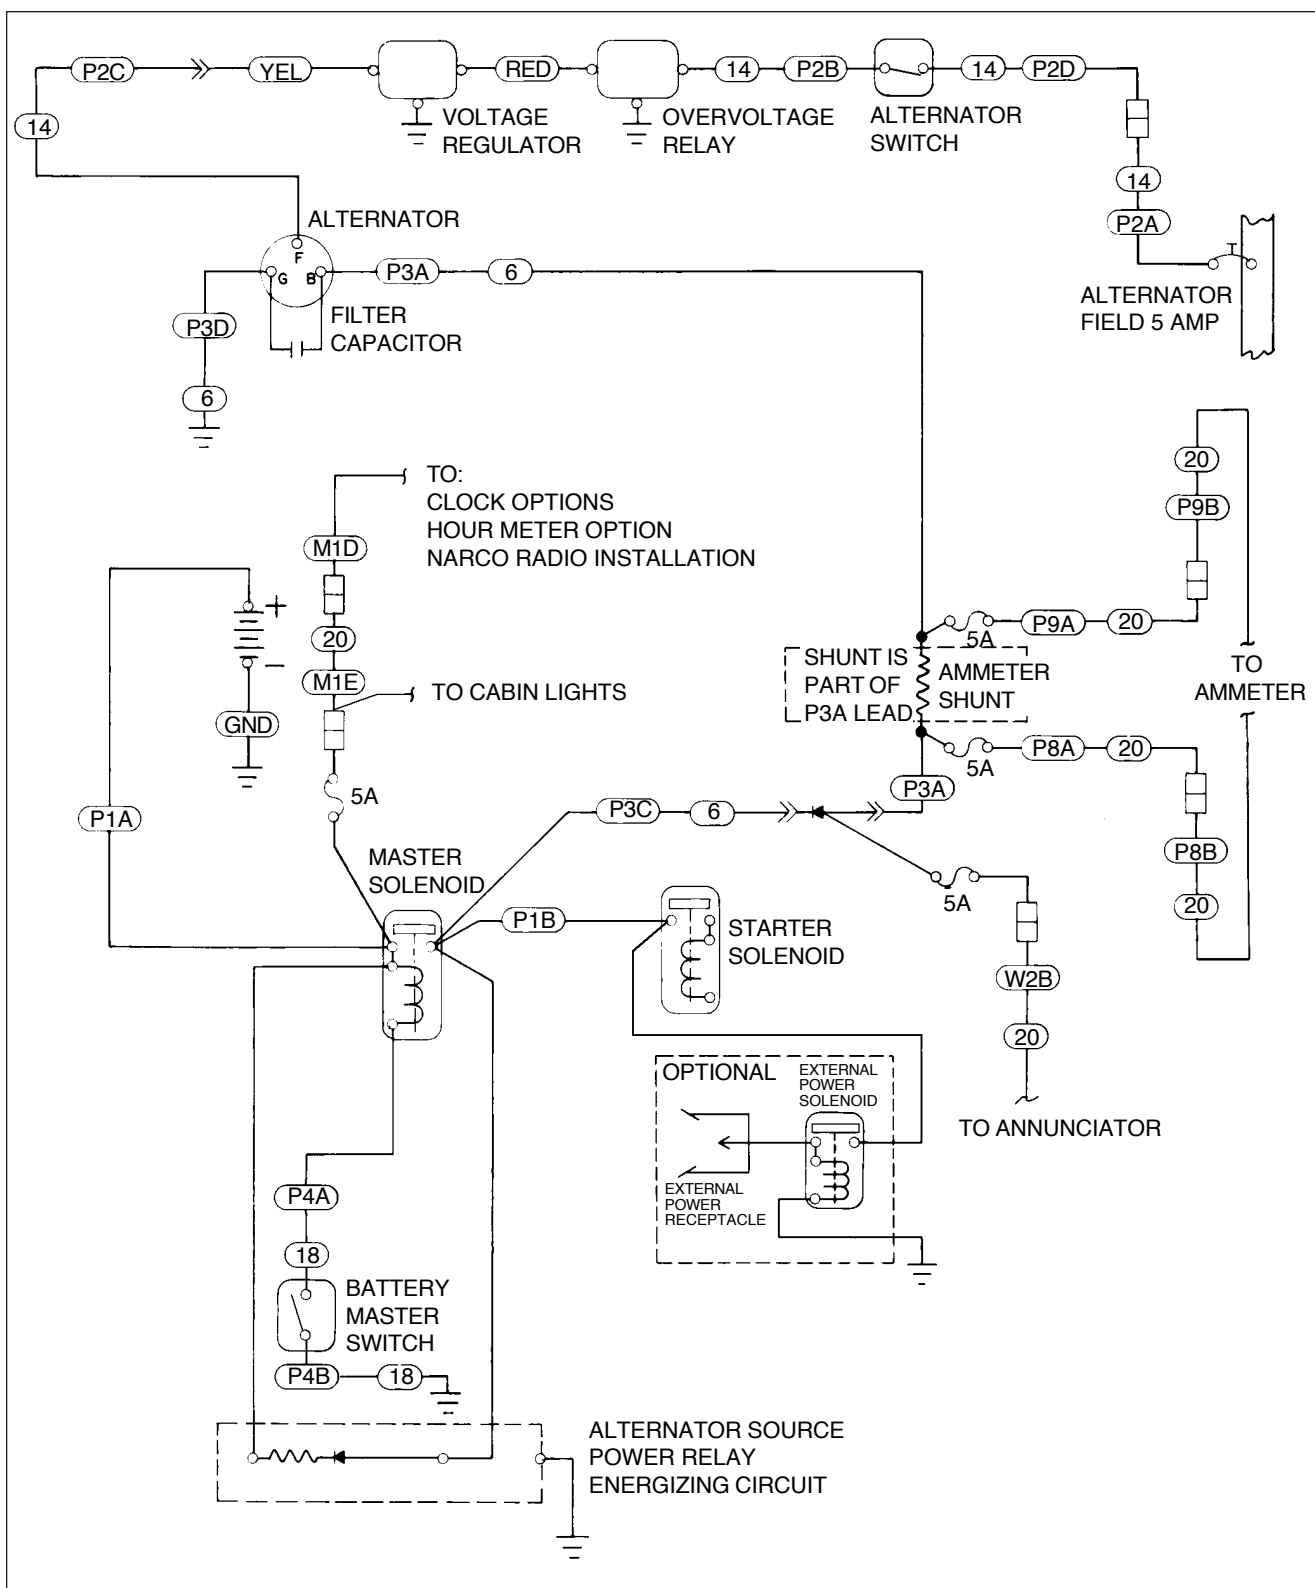 P2C
YEL
RED
14
P2B
14
P2D
14
VOLTAGE
REGULATOR
OVERVOLTAGE
RELAY
ALTERNATOR
SWITCH
14
P2A
T
ALTERNATOR
FIELD 5 AMP
ALTERNATOR
F
G
B
P3A
6
FILTER
CAPACITOR
P3D
6
TO:
CLOCK OPTIONS
HOUR METER OPTION
NARCO RADIO INSTALLATION
M1D
20
M1E
TO CABIN LIGHTS
5A
+
−
GND
P1A
20
P9B
5A
P9A
20
SHUNT IS
PART OF
P3A LEAD
AMMETER
SHUNT
TO
AMMETER
5A
P8A
20
P3A
P8B
20
P3C
6
5A
W2B
20
TO ANNUNCIATOR
MASTER
SOLENOID
P1B
STARTER
SOLENOID
OPTIONAL
EXTERNAL
POWER
SOLENOID
EXTERNAL
POWER
RECEPTACLE
P4A
18
BATTERY
MASTER
SWITCH
P4B
18
ALTERNATOR SOURCE
POWER RELAY
ENERGIZING CIRCUIT